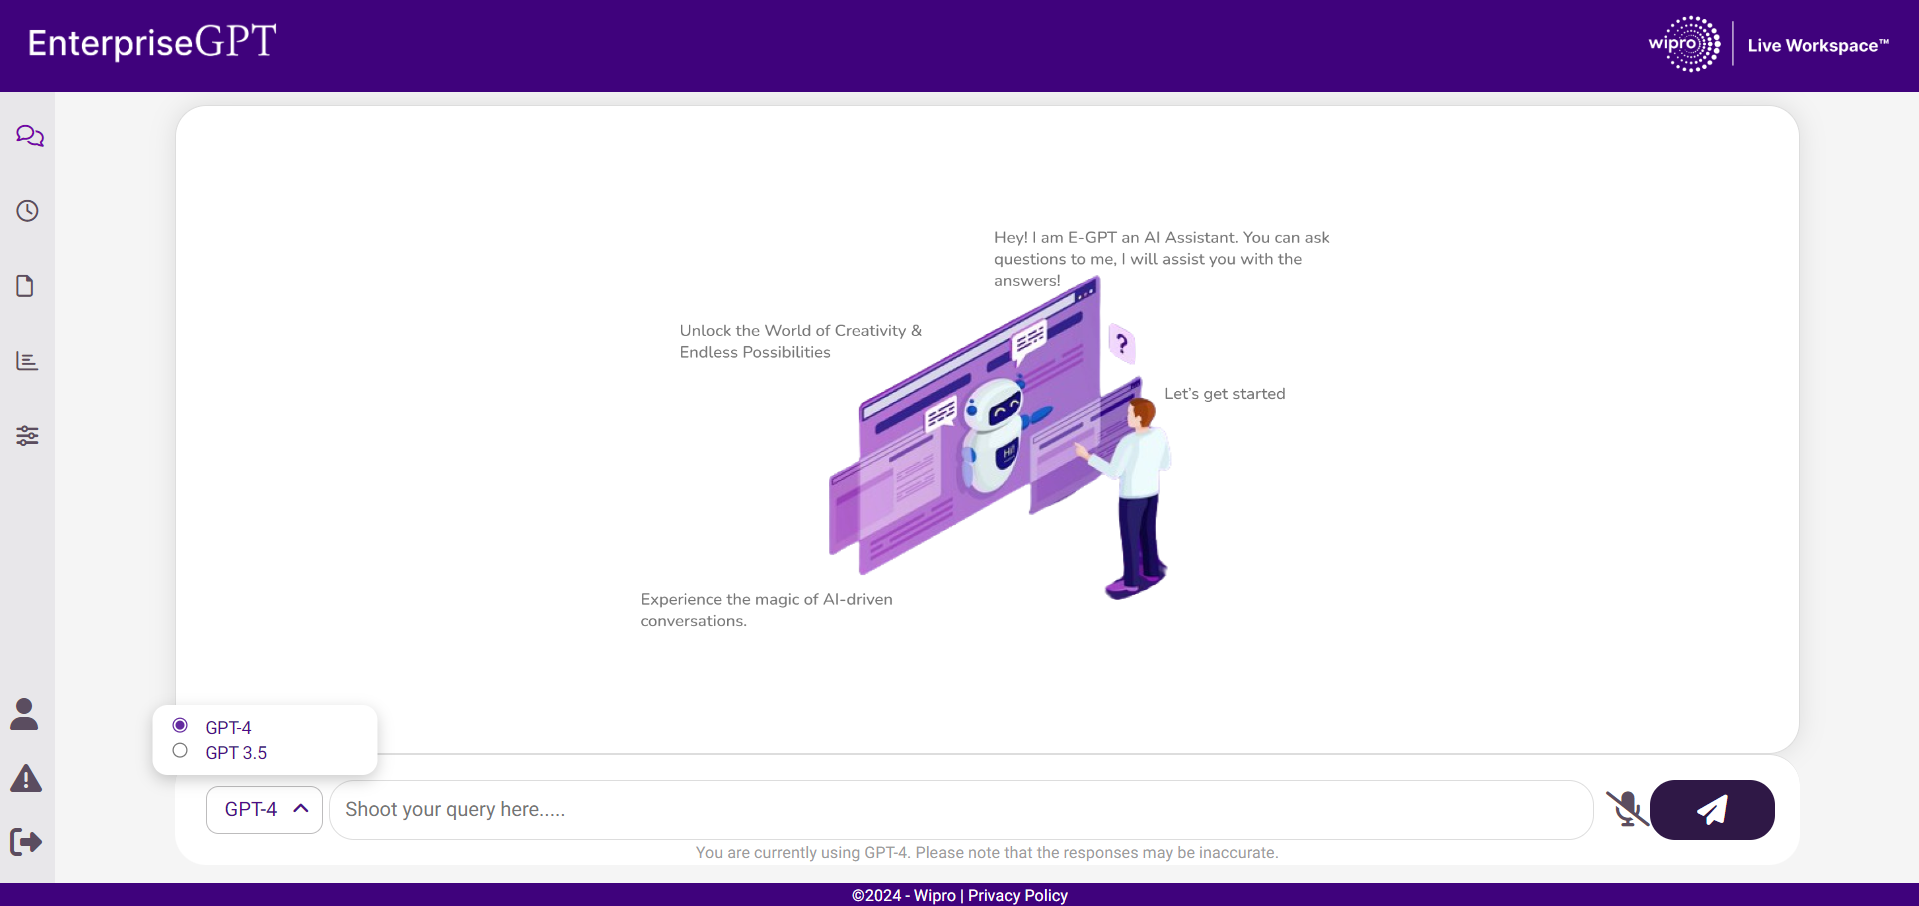 EnterpriseGPT
wipro
Live Workspace™
Hey! I am E-GPT an AI Assistant. You can ask
questions to me, I will assist you with the
answers!
Unlock the World of Creativity &
Endless Possibilities
?
Let's get started
Hi!
Experience the magic of AI-driven
conversations.
GPT-4
GPT 3.5
GPT-4
Shoot your query here.....
You are currently using GPT-4. Please note that the responses may be inaccurate.
©2024 - Wipro | Privacy Policy